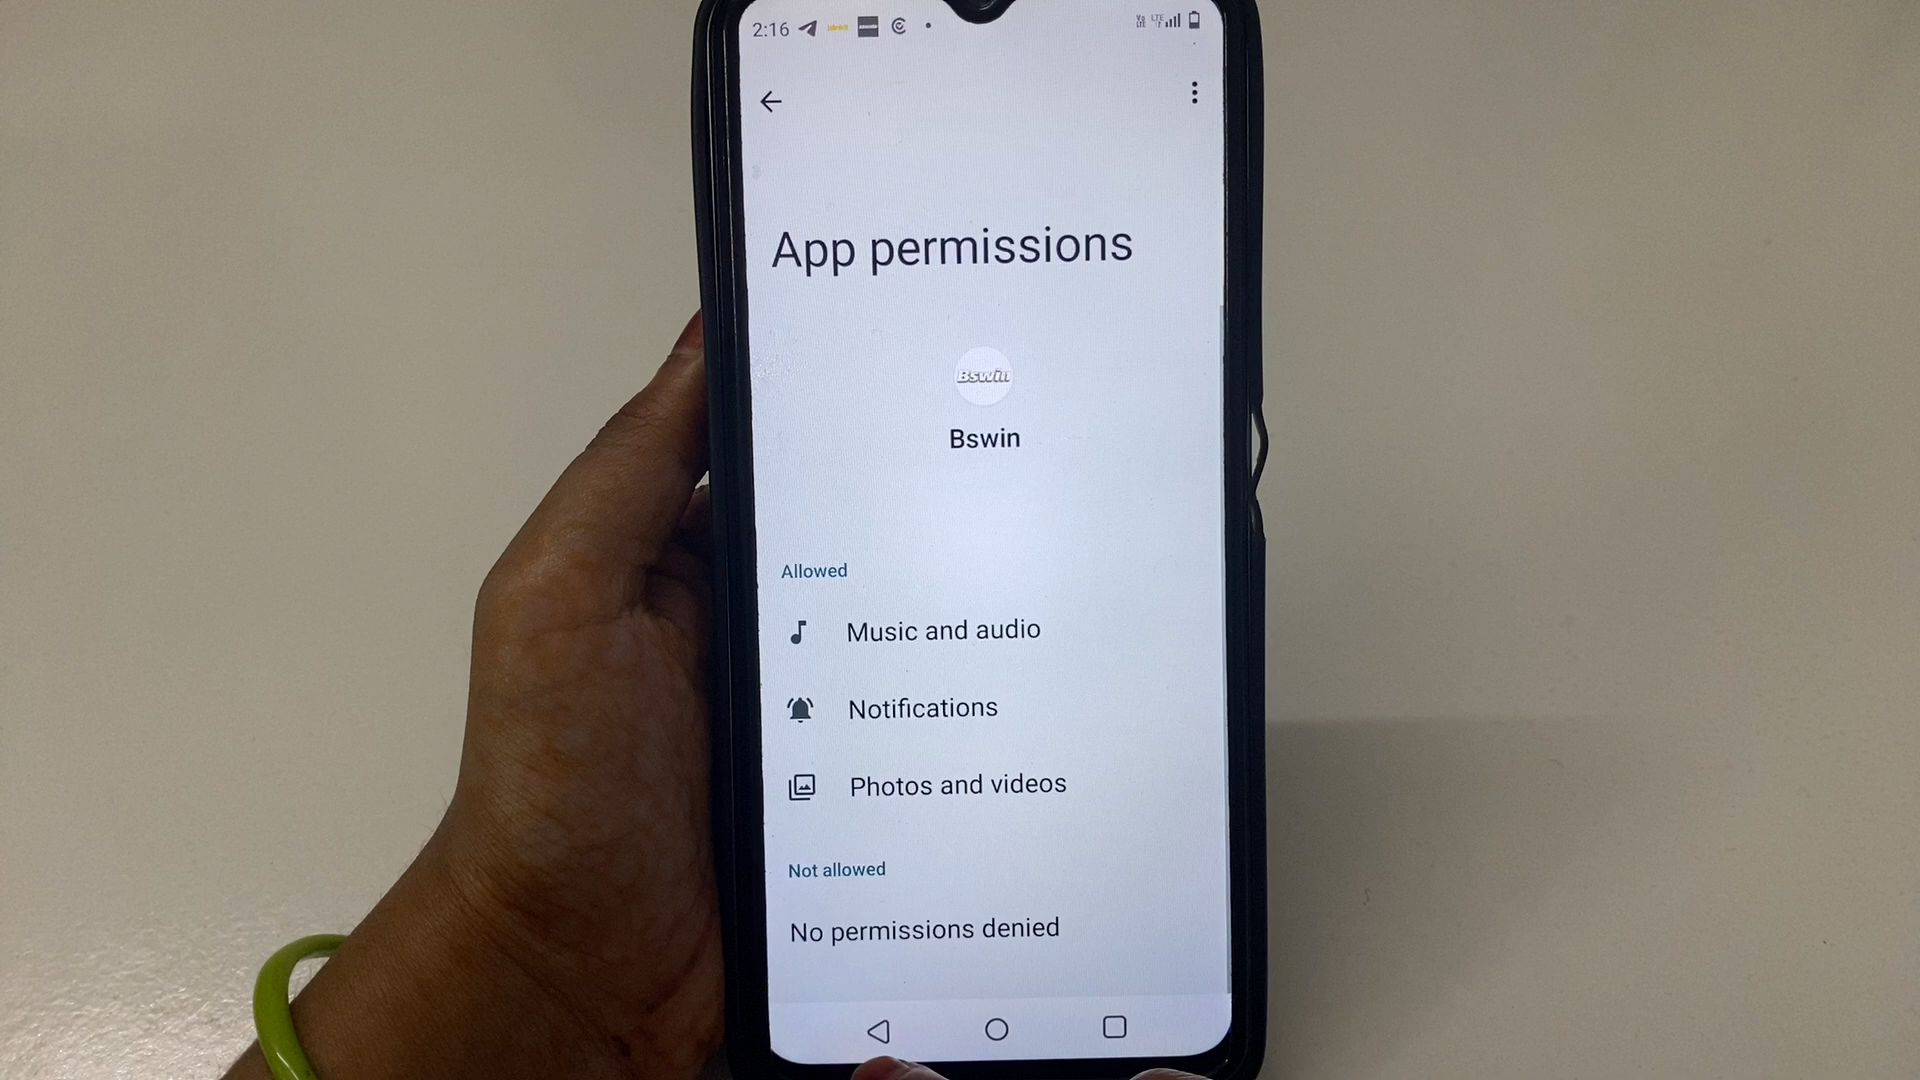 2:16
App permissions
Bswin
Bswin
Allowed
Music and audio
Notifications
Photos and videos
Not allowed
No permissions denied